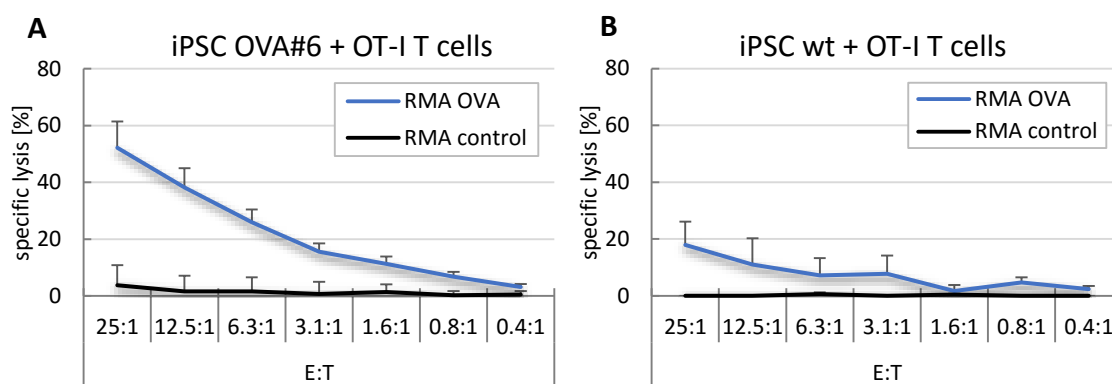 A
iPSC OVA#6 + OT-I T cells
80
60
40
20
0
specific lysis [%]
RMA OVA
RMA control
25:1 12.5:1 6.3:1 3.1:1 1.6:1 0.8:1 0.4:1
E:T
B
iPSC wt + OT-I T cells
80
60
40
20
0
specific lysis [%]
RMA OVA
RMA control
25:1 12.5:1 6.3:1 3.1:1 1.6:1 0.8:1 0.4:1
E:T